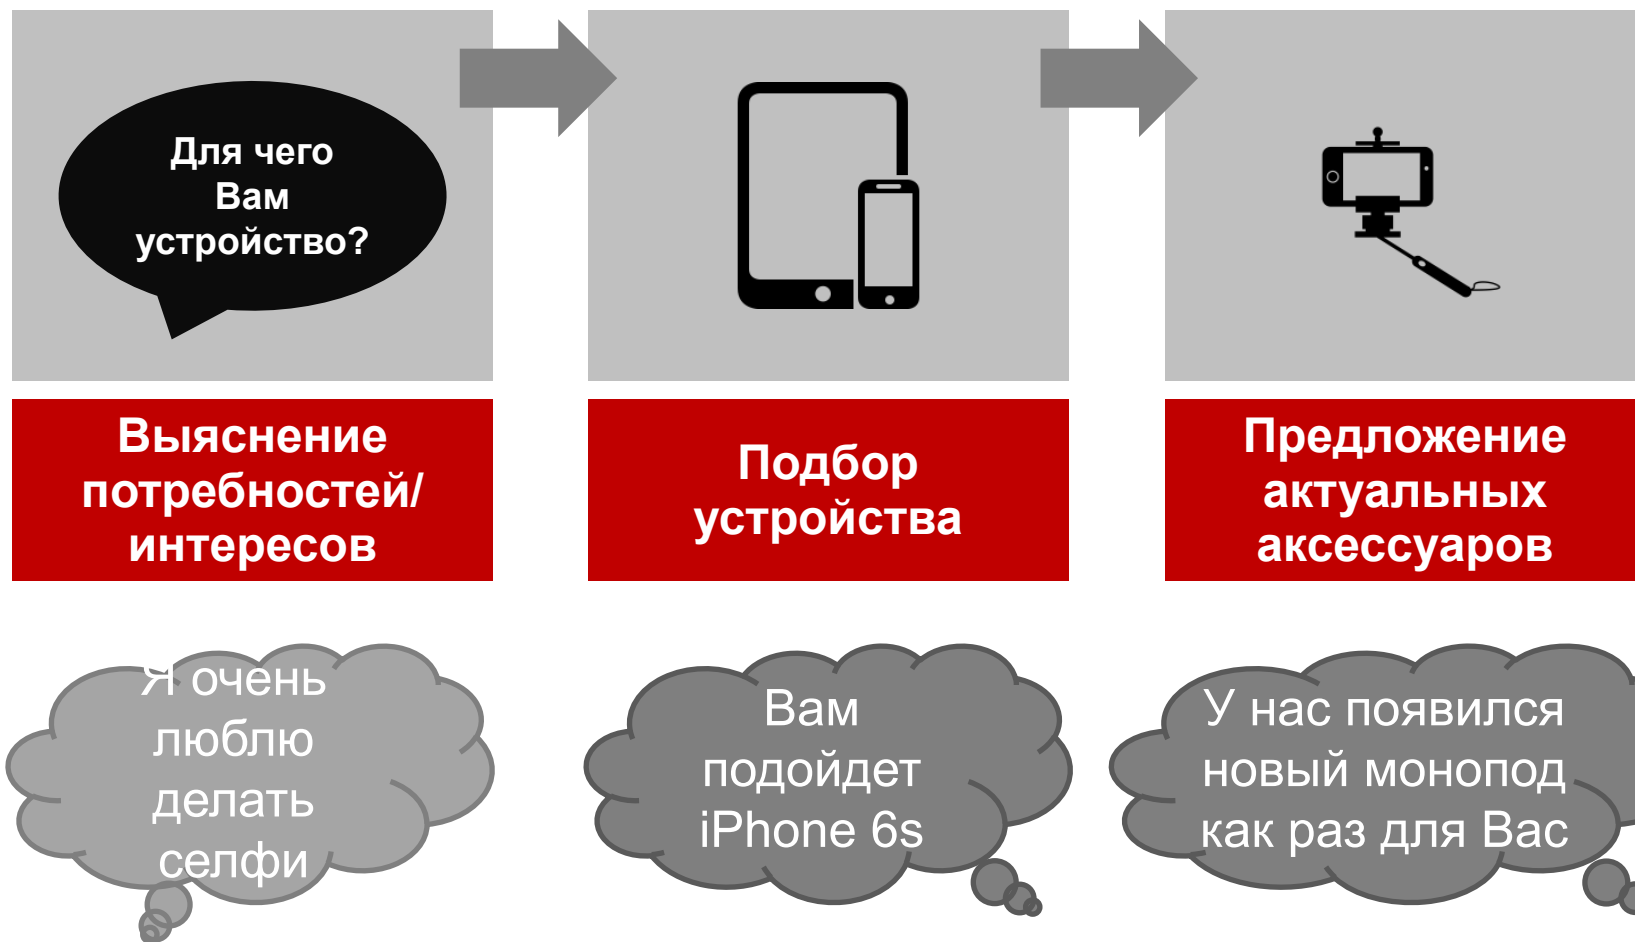 Для чего
Вам
устройство?
Выяснение
потребностей/
интересов
Подбор
устройства
Предложение
актуальных
аксессуаров
Я очень
люблю
делать
селфи
Вам
подойдет
iPhone 6s
У нас появился
новый монопод
как раз для Вас